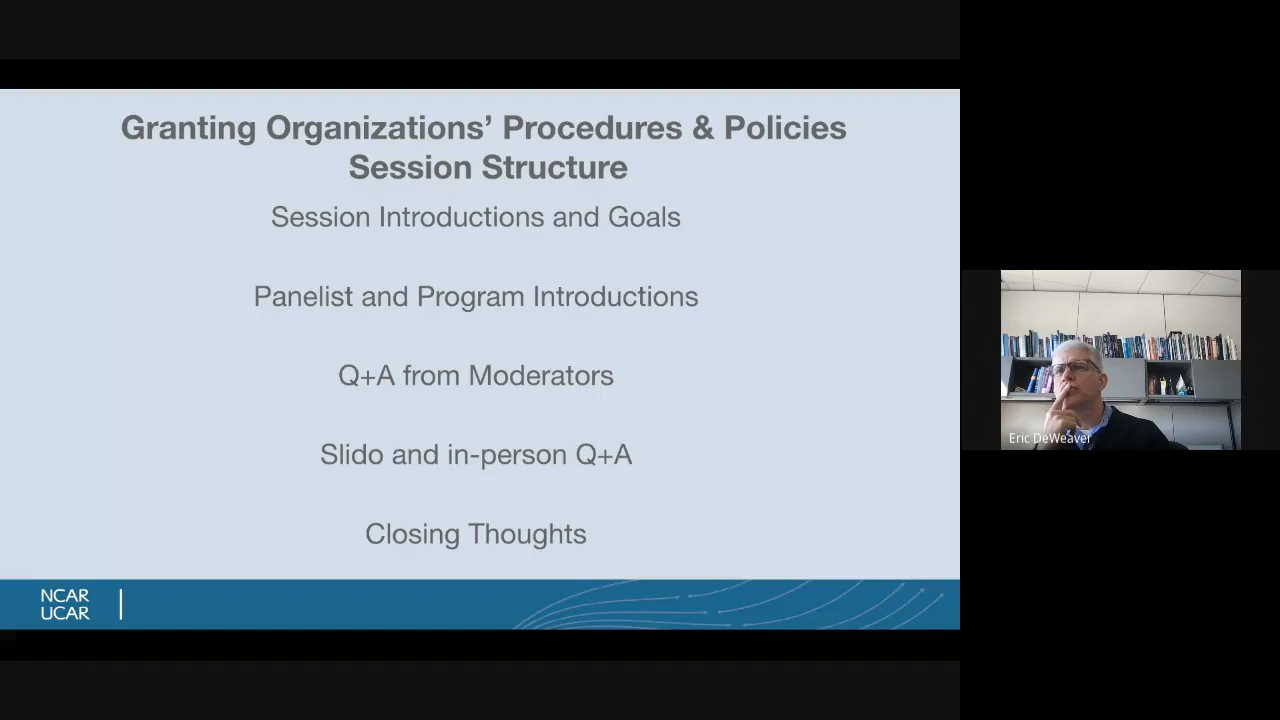 Granting Organizations’ Procedures & Policies
Session Structure
Session Introductions and Goals
Panelist and Program Introductions
Q+A from Moderators
Slido and in-person Q+A
Closing Thoughts
NCAR
UCAR
Eric DeWeaver